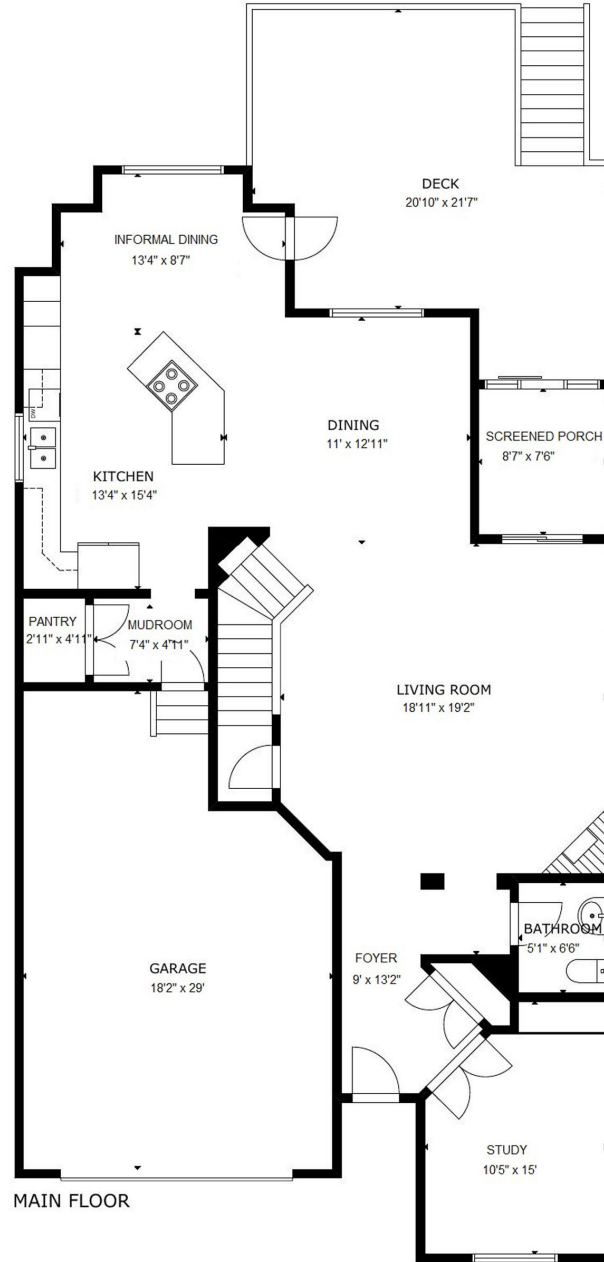 DECK
20'10" x 21'7"
INFORMAL DINING
13'4" x 8'7"
DINING
11' x 12'11"
SCREENED PORCH
8'7" x 7'6"
DW
KITCHEN
13'4" x 15'4"
PANTRY
2'11" x 4'11"
MUDROOM
7'4" x 4'11"
LIVING ROOM
18'11" x 19'2"
BATHROOM
5'1" x 6'6"
FOYER
9' x 13'2"
GARAGE
18'2" x 29'
STUDY
10'5" x 15'
MAIN FLOOR